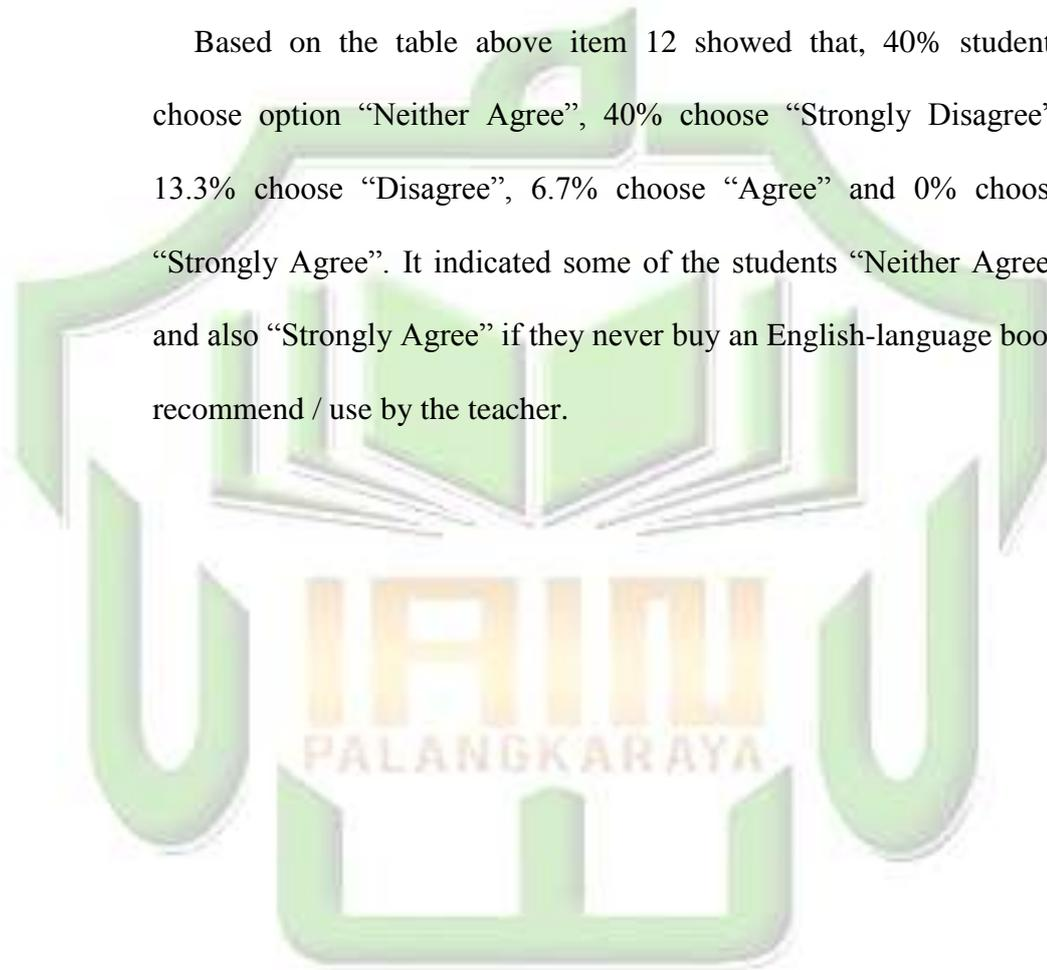 Based on the table above item 12 showed that, 40% student
choose option “Neither Agree”, 40% choose “Strongly Disagree”
13.3% choose “Disagree”, 6.7% choose “Agree” and 0% choos
“Strongly Agree”. It indicated some of the students “Neither Agree
and also “Strongly Agree” if they never buy an English-language boo
recommend / use by the teacher.
IAIN
PALANGKARAYA